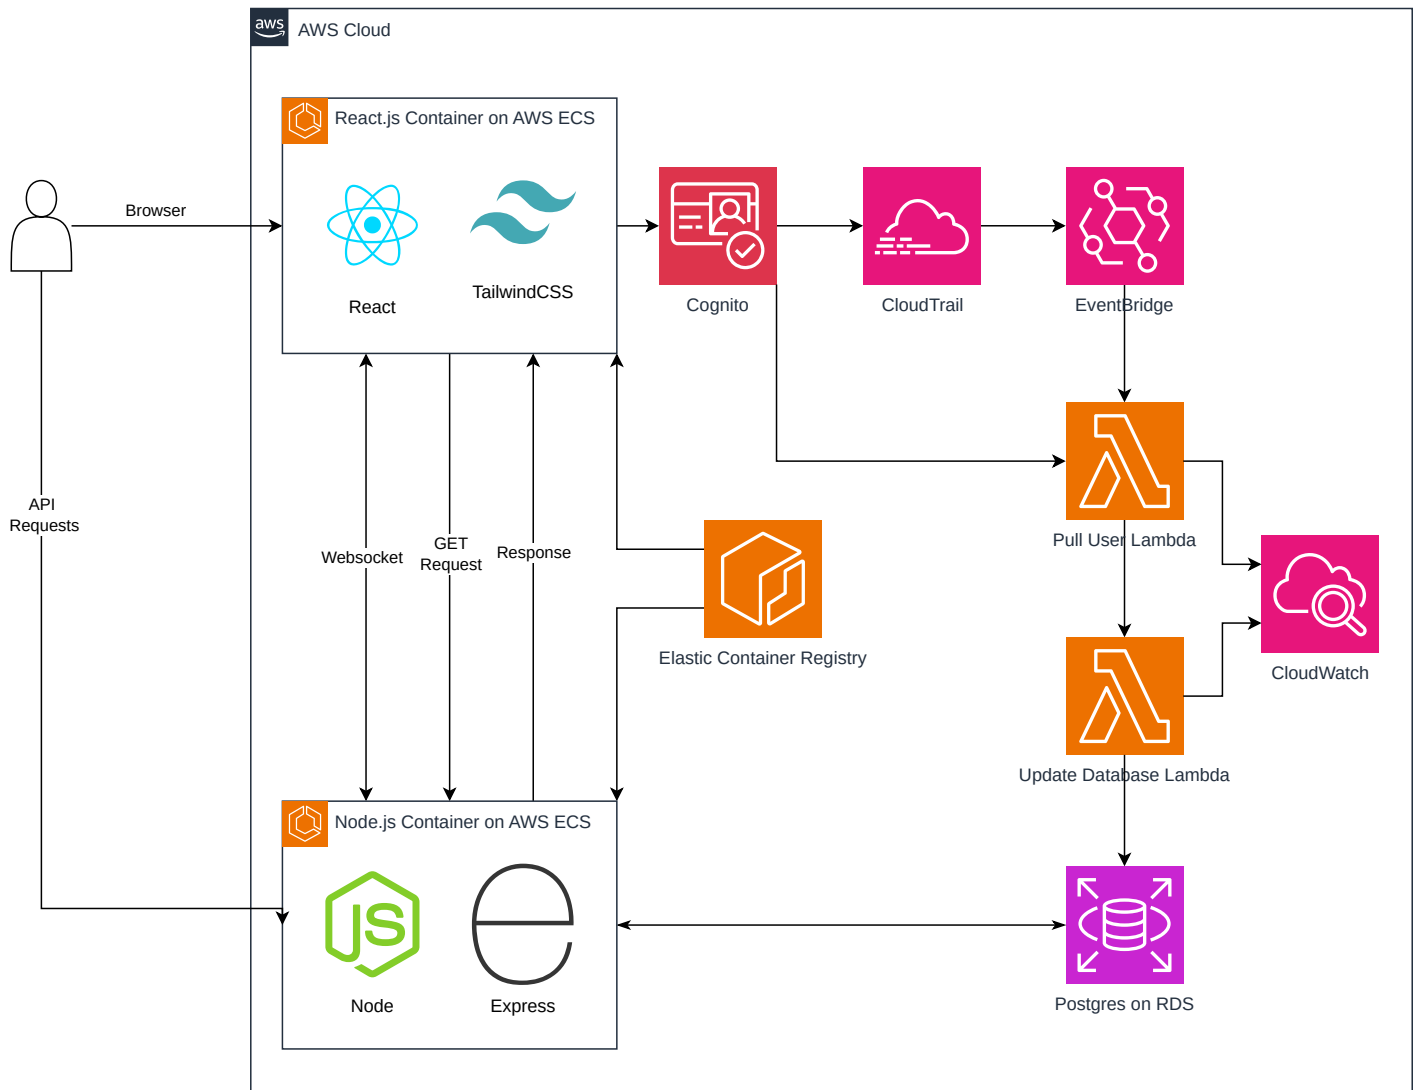 aws
AWS Cloud
React.js Container on AWS ECS
Browser
React
TailwindCSS
Cognito
CloudTrail
EventBridge
API
Requests
Websocket
GET
Request
Response
Pull User Lambda
Elastic Container Registry
CloudWatch
Update Database Lambda
Node.js Container on AWS ECS
JS
Node
Express
Postgres on RDS